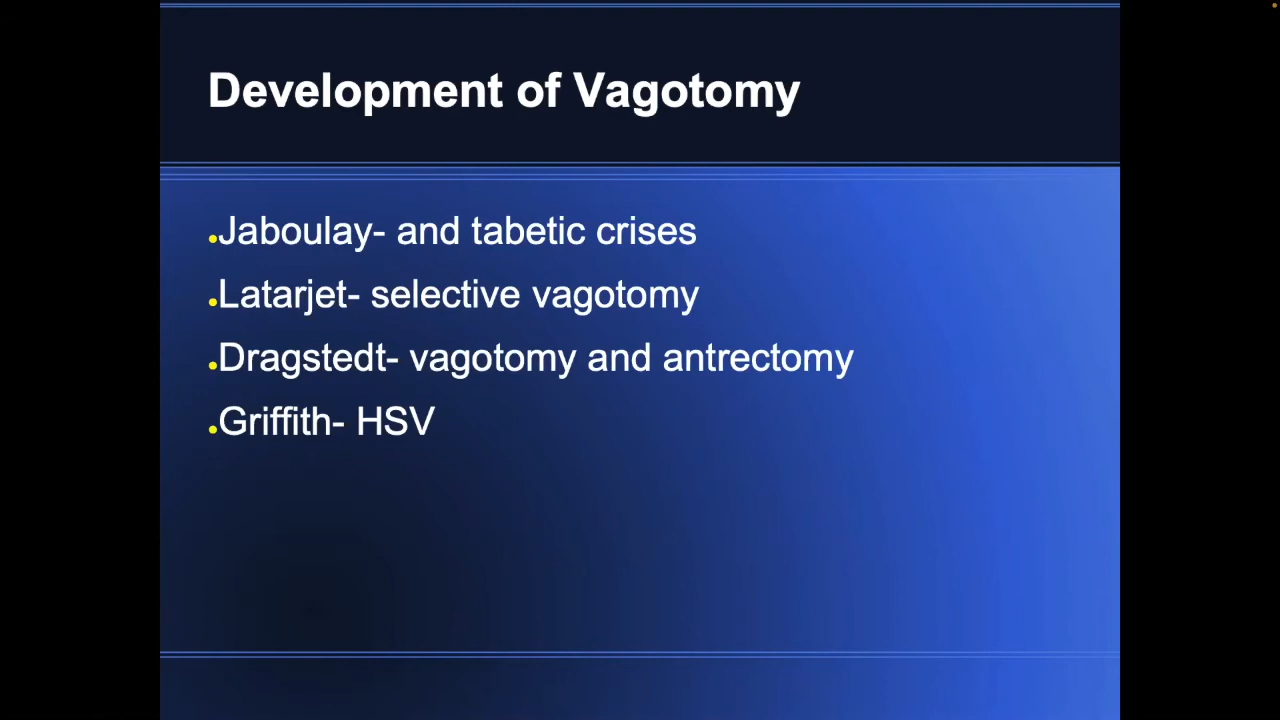 Development of Vagotomy
•Jaboulay- and tabetic crises
•Latarjet- selective vagotomy
•Dragstedt- vagotomy and antrectomy
•Griffith- HSV